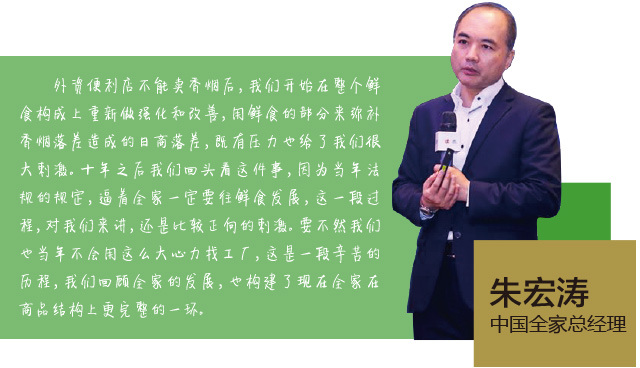 外资便利店不能卖香烟后,我们开始在整个鲜
食构成上重新做强化和改善,用鲜食的部分来弥补
香烟落差造成的日商落差,既有压力也给了我们很
大刺激。十年之后我们回头看这件事,因为当年法
规的规定,逼着全家一定要往鲜食发展,这一段过
程,对我们来讲,还是比较正向的刺激。要不然我们
也当年不会用这么大心力找工厂,这是一段辛苦的
历程,我们回顾全家的发展,也构建了现在全家在
商品结构上更完整的一环。
朱宏涛
中国全家总经理